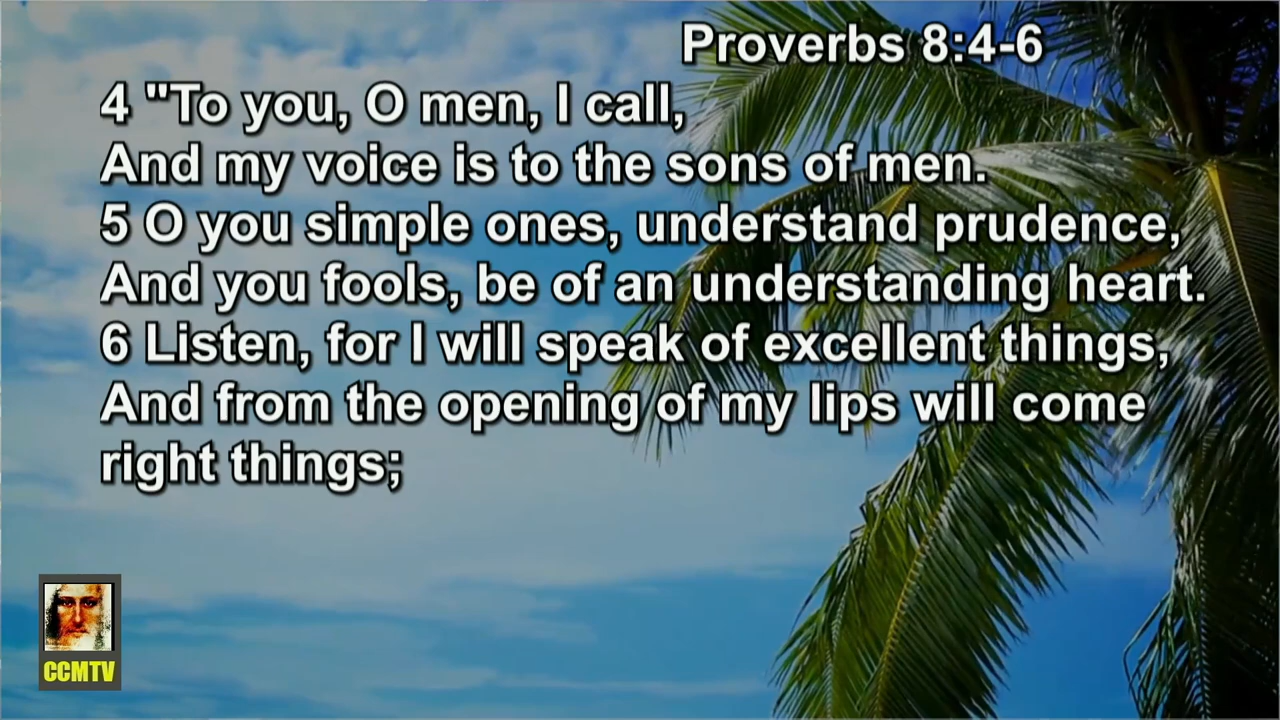 Proverbs 8:4-6
4 "To you, O men, I call,
And my voice is to the sons of men.
5 O you simple ones, understand prudence,
And you fools, be of an understanding heart.
6 Listen, for I will speak of excellent things,
And from the opening of my lips will come
right things;
CCMTV